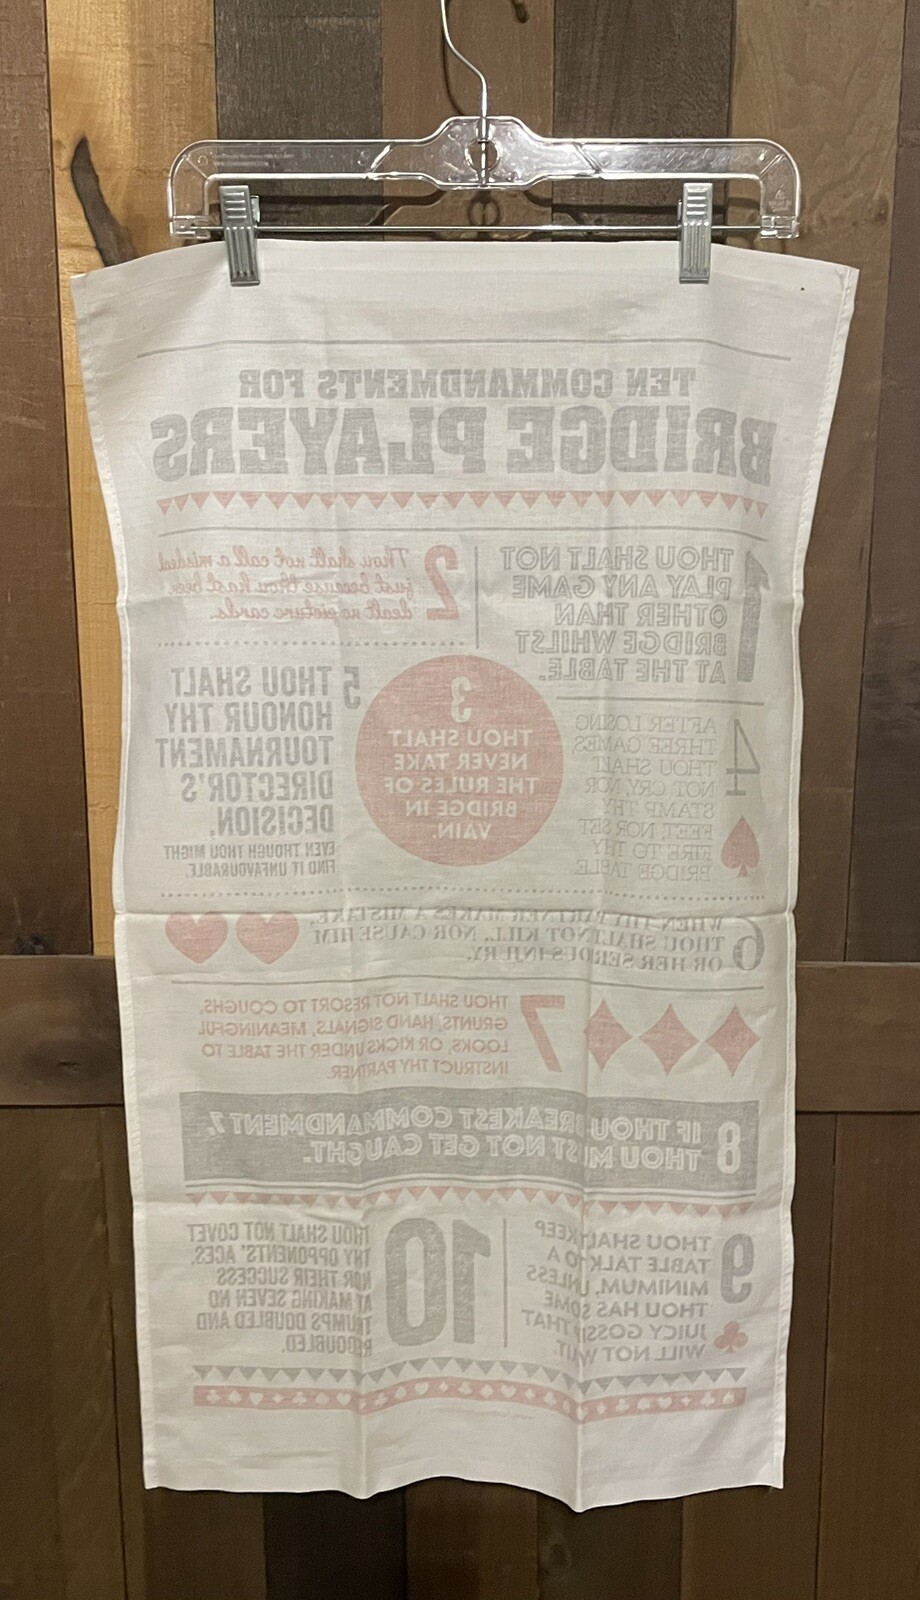 TEN COMMANDMENTS FOR
BRIDGE PLAYERS
1
THOU SHALT NOT
PLAY ANY GAME
OTHER THAN
BRIDGE WHILST
AT THE TABLE.
2
Thou shalt not call a misdeal
just because thou hast been
dealt no picture cards.
3
THOU SHALT
NEVER TAKE
THE RULES OF
BRIDGE IN
VAIN.
4
AFTER LOSING
THREE GAMES
THOU SHALT
NOT CRY, NOR
STAMP THY
FEET, NOR SET
FIRE TO THY
BRIDGE TABLE.
5 THOU SHALT
HONOUR THY
TOURNAMENT
DIRECTOR'S
DECISION,
EVEN THOUGH THOU MIGHT
FIND IT UNFAVOURABLE.
6
WHEN THY PARTNER MAKES A MISTAKE,
THOU SHALT NOT KILL, NOR CAUSE HIM
OR HER SERIOUS INJURY.
7
THOU SHALT NOT RESORT TO COUGHS,
GRUNTS, HAND SIGNALS, MEANINGFUL
LOOKS, OR KICKS UNDER THE TABLE TO
INSTRUCT THY PARTNER.
8
IF THOU BREAKEST COMMANDMENT 7,
THOU MUST NOT GET CAUGHT.
9
THOU SHALT KEEP
TABLE TALK TO A
MINIMUM, UNLESS
THOU HAS SOME
JUICY GOSSIP THAT
WILL NOT WAIT.
10
THOU SHALT NOT COVET
THY OPPONENTS' ACES,
NOR THEIR SUCCESS
AT MAKING SEVEN NO
TRUMPS DOUBLED AND
REDOUBLED.